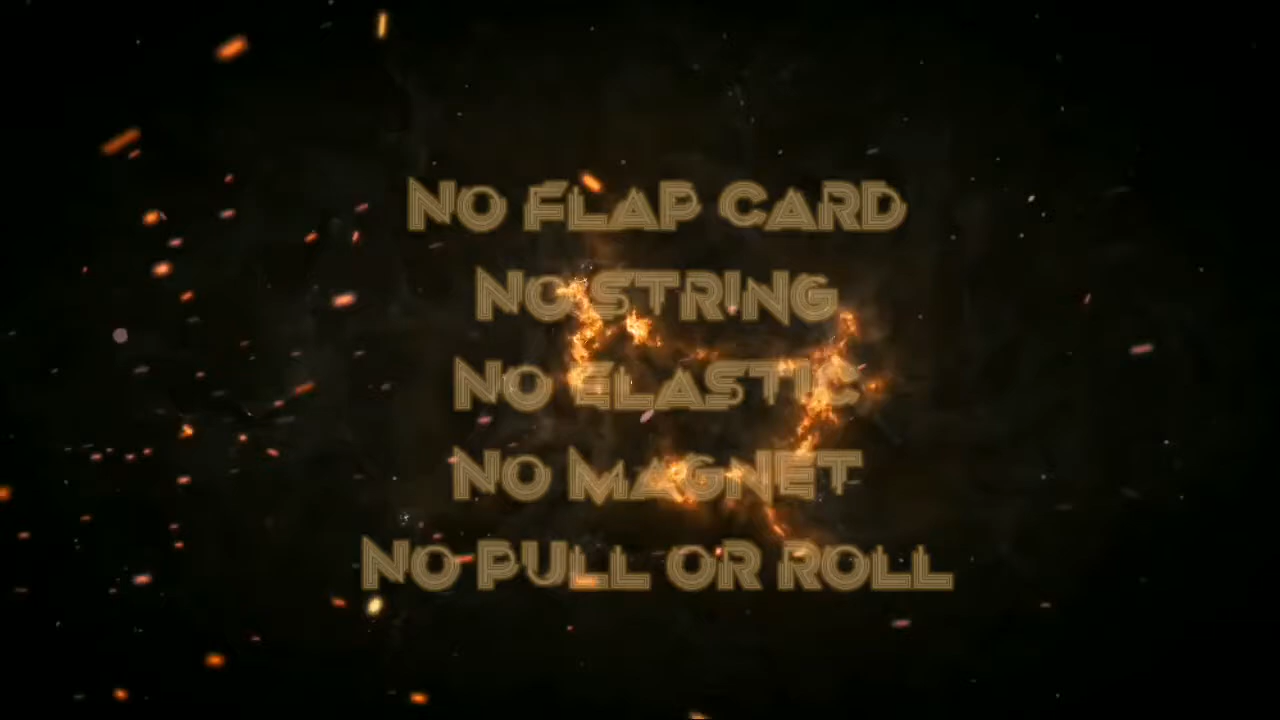 No Flap Card
No String
No Elastic
No Magnet
No Pull or Roll